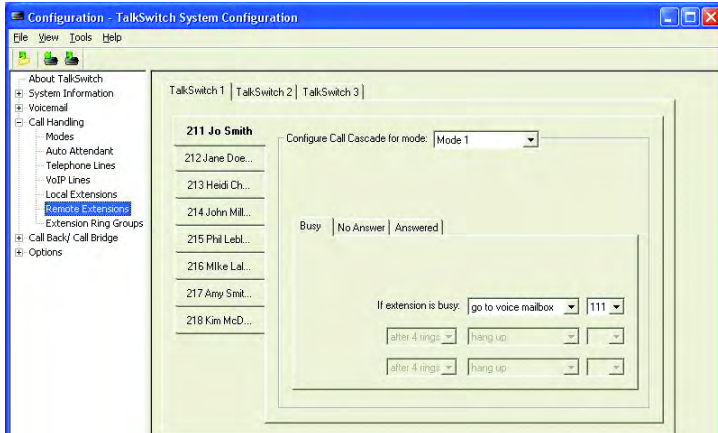 Configuration - TalkSwitch System Configuration
File View Tools Help
About TalkSwitch
System Information
Voicemail
Call Handling
Modes
Auto Attendant
Telephone Lines
VoIP Lines
Local Extensions
Remote Extensions
Extension Ring Groups
Call Back/ Call Bridge
Options
TalkSwitch 1 TalkSwitch 2 TalkSwitch 3
211 Jo Smith
212 Jane Doe...
213 Heidi Ch...
214 John Mill...
215 Phil Lebl...
216 MIke Lal...
217 Amy Smit...
218 Kim McD...
Configure Call Cascade for mode: Mode 1
Busy No Answer Answered
If extension is busy: go to voice mailbox 111
after 4 rings hang up
after 4 rings hang up